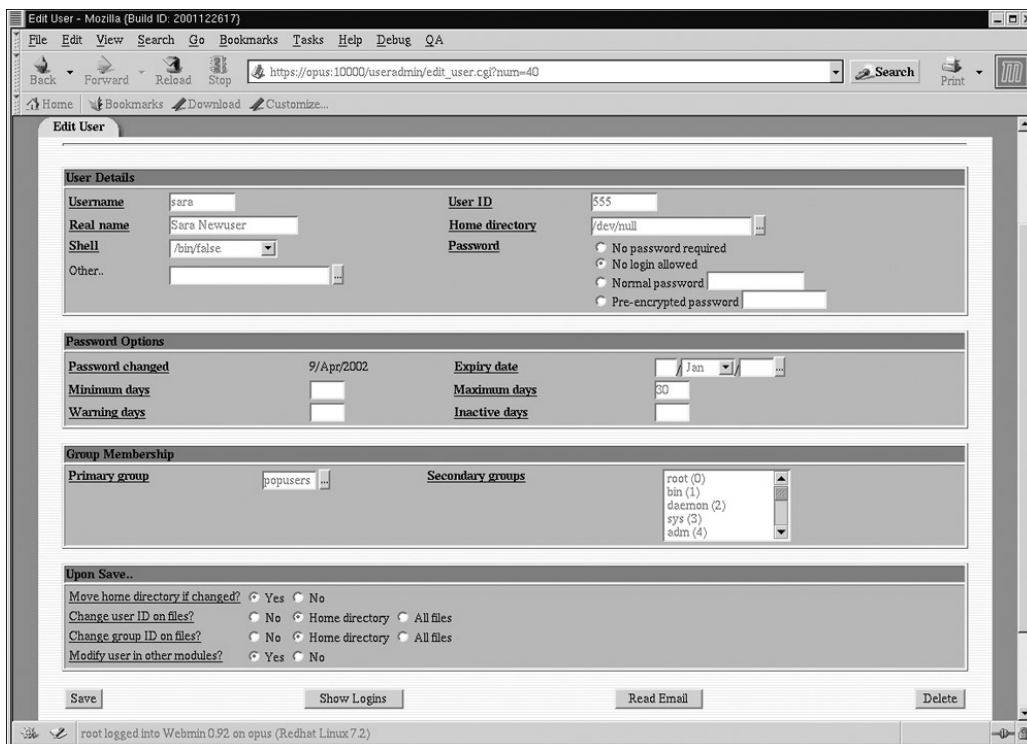 Edit User - Mozilla {Build ID: 2001122617}
File Edit View Search Go Bookmarks Tasks Help Debug QA
Back Forward Reload Stop https://opus:10000/useradmin/edit_user.cgi?num=40 Search Print
Home Bookmarks Download Customize...
Edit User
User Details
Username sara User ID 555
Real name Sara Newuser Home directory /dev/null ...
Shell /bin/false Password No password required
Other.. ... No login allowed
Normal password
Pre-encrypted password
Password Options
Password changed 9/Apr/2002 Expiry date / Jan / ...
Minimum days Maximum days 30
Warning days Inactive days
Group Membership
Primary group popusers ... Secondary groups root (0)
bin (1)
daemon (2)
sys (3)
adm (4)
Upon Save..
Move home directory if changed? Yes No
Change user ID on files? No Home directory All files
Change group ID on files? No Home directory All files
Modify user in other modules? Yes No
Save Show Logins Read Email Delete
root logged into Webmin 0.92 on opus (Redhat Linux 7.2)